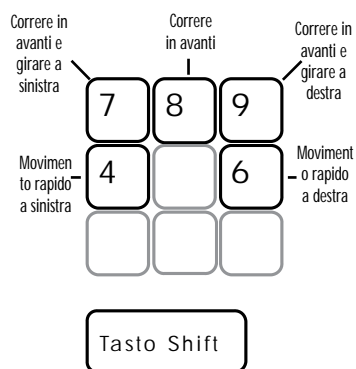 Correre in
avanti e
girare a
sinistra
Correre
in avanti
Correre in
avanti e
girare a
destra
7 8 9
Movimen
to rapido
a sinistra
4 6
Moviment
o rapido
a destra
Tasto Shift